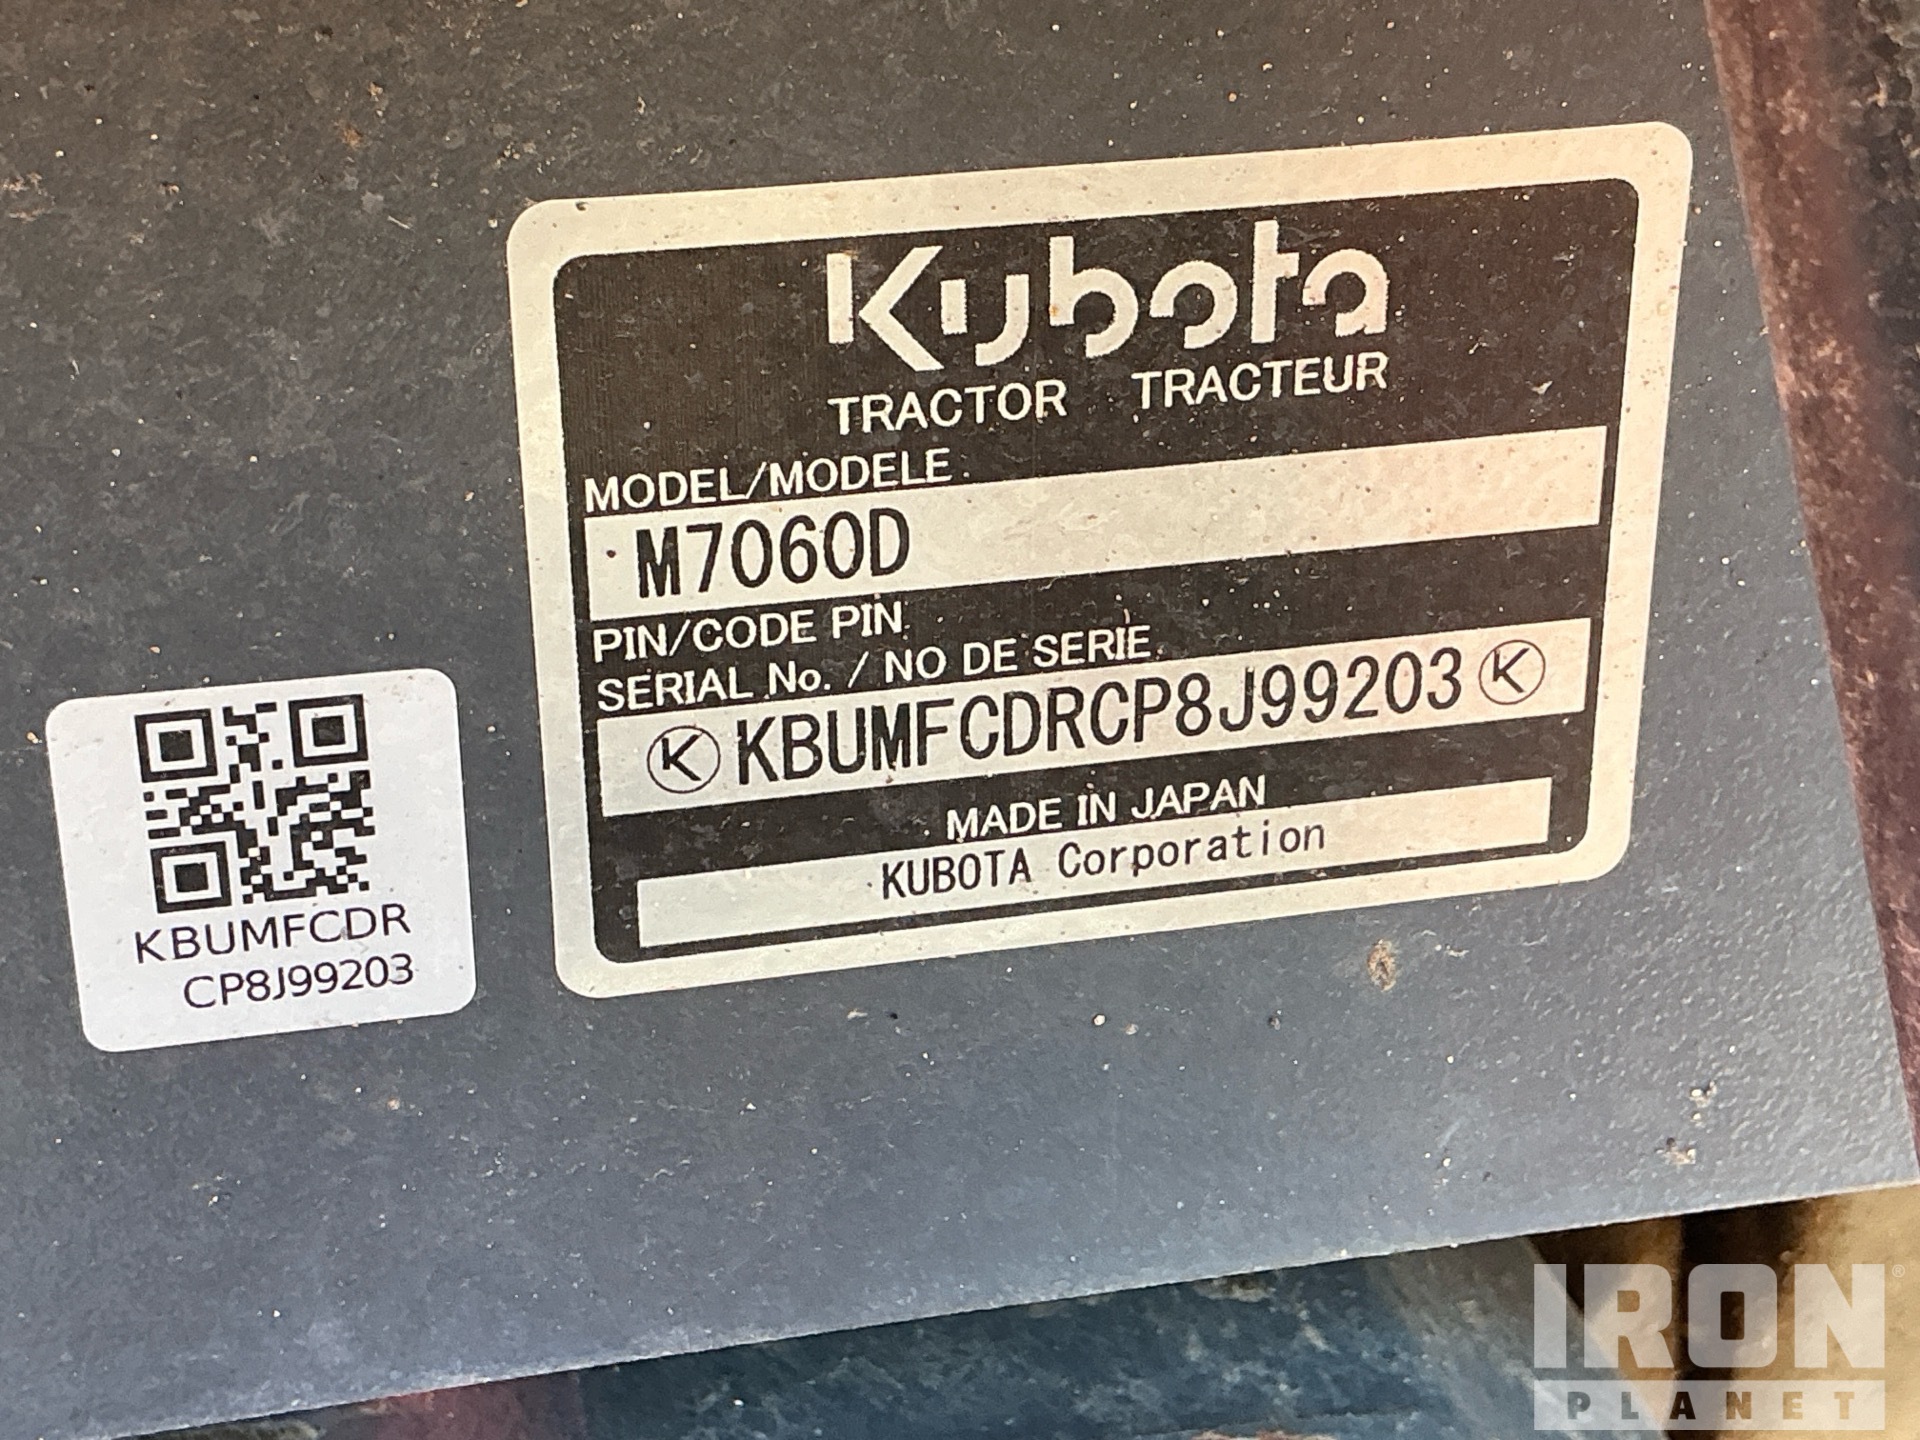 Kubota
TRACTOR TRACTEUR
MODEL/MODELE
M7060D
PIN/CODE PIN
SERIAL No. / NO DE SERIE
K KBUMFCDRCP8J99203 K
MADE IN JAPAN
KUBOTA Corporation
KBUMFCDR
CP8J99203
IRON®
PLANET